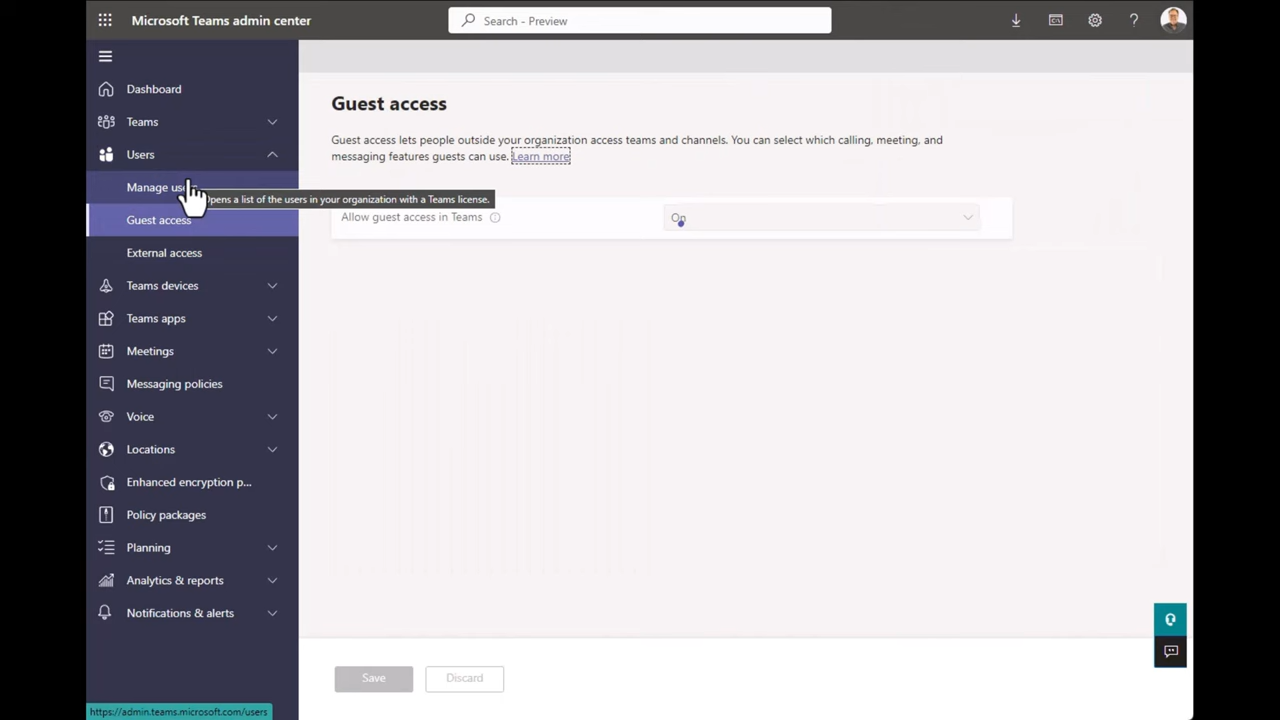 Microsoft Teams admin center
Search - Preview
Dashboard
Teams
Users
Manage
Guest access
External access
Teams devices
Teams apps
Meetings
Messaging policies
Voice
Locations
Enhanced encryption p...
Policy packages
Planning
Analytics & reports
Notifications & alerts
Guest access
Guest access lets people outside your organization access teams and channels. You can select which calling, meeting, and
messaging features guests can use. Learn more
Opens a list of the users in your organization with a Teams license.
Allow guest access in Teams
On
Save
Discard
https://admin.teams.microsoft.com/users